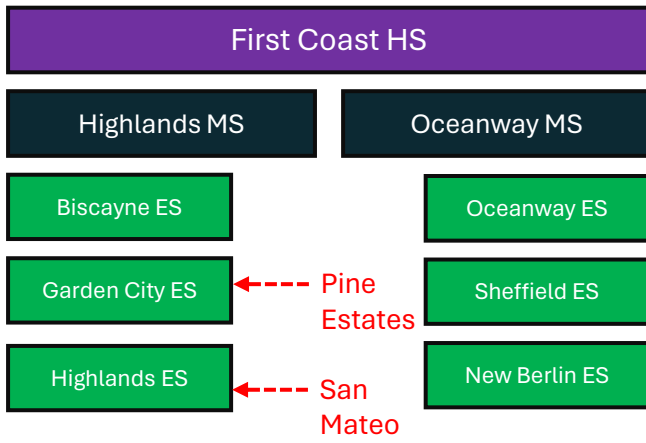 First Coast HS
Highlands MS
Oceanway MS
Biscayne ES
Oceanway ES
Garden City ES
Pine
Estates
Sheffield ES
Highlands ES
San
Mateo
New Berlin ES